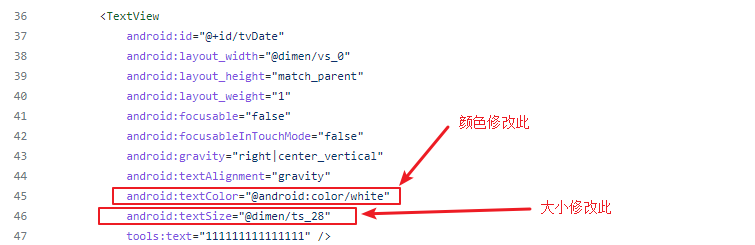 36 <TextView
37 android:id="@+id/tvDate"
38 android:layout_width="@dimen/vs_0"
39 android:layout_height="match_parent"
40 android:layout_weight="1"
41 android:focusable="false"
42 android:focusableInTouchMode="false"
颜色修改此
43 android:gravity="right|center_vertical"
44 android:textAlignment="gravity"
45 android:textColor="@android:color/white"
46 android:textSize="@dimen/ts_28"
大小修改此
47 tools:text="111111111111111" />